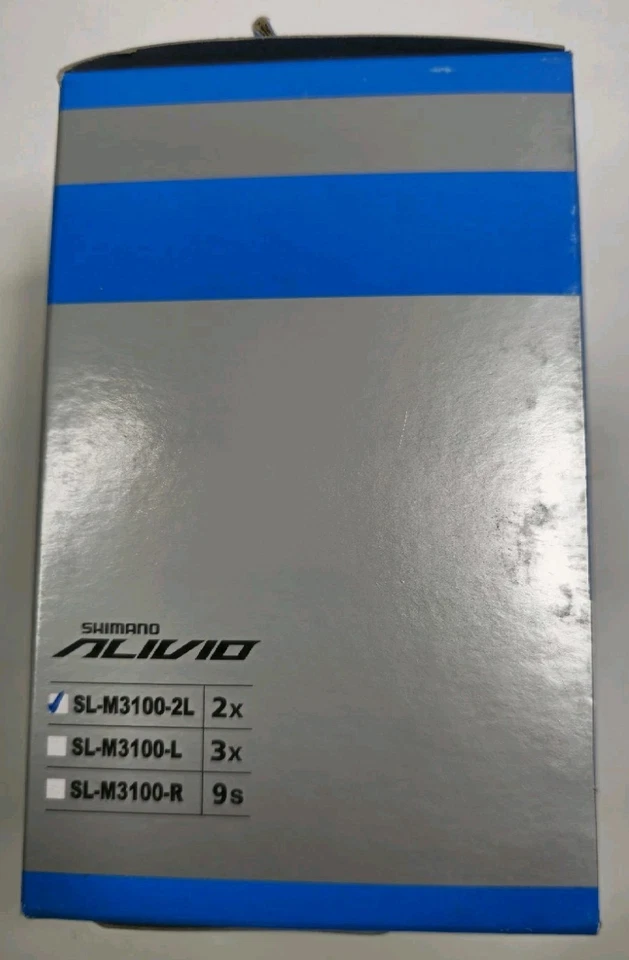 SHIMANO
ALIVIO
SL-M3100-2L 2x
SL-M3100-L 3x
SL-M3100-R 9s